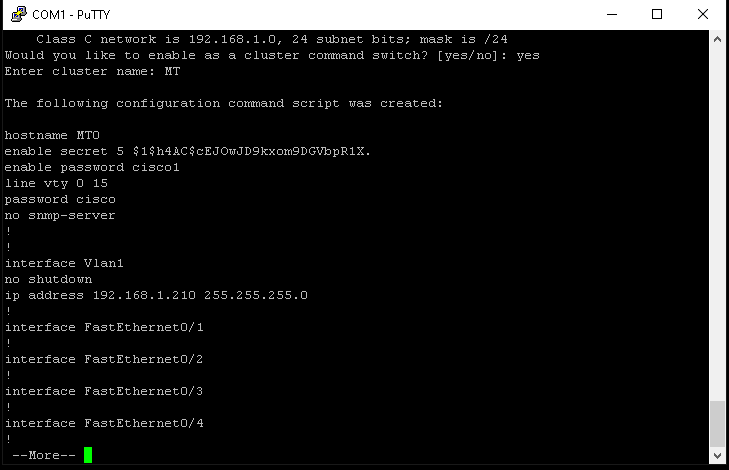 COM1 - PuTTY
    Class C network is 192.168.1.0, 24 subnet bits; mask is /24
Would you like to enable as a cluster command switch? [yes/no]: yes
Enter cluster name: MT

The following configuration command script was created:

hostname MTO
enable secret 5 $1$h4AC$cEJOwJD9kxom9DGVbpR1X.
enable password cisco1
line vty 0 15
password cisco
no snmp-server
!
!
interface Vlan1
no shutdown
ip address 192.168.1.210 255.255.255.0
!
interface FastEthernet0/1
!
interface FastEthernet0/2
!
interface FastEthernet0/3
!
interface FastEthernet0/4
!
 --More--